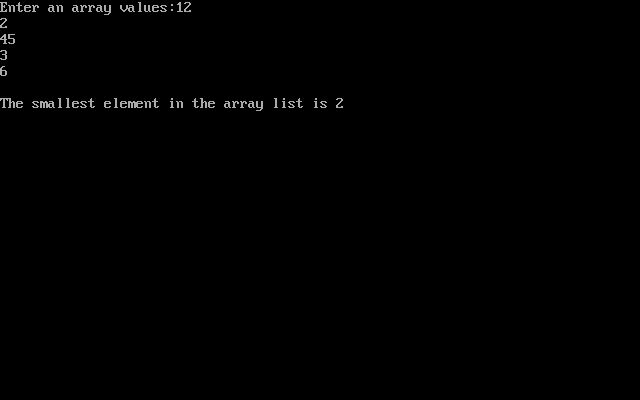 Enter an array values:12
2
45
3
6
The smallest element in the array list is 2